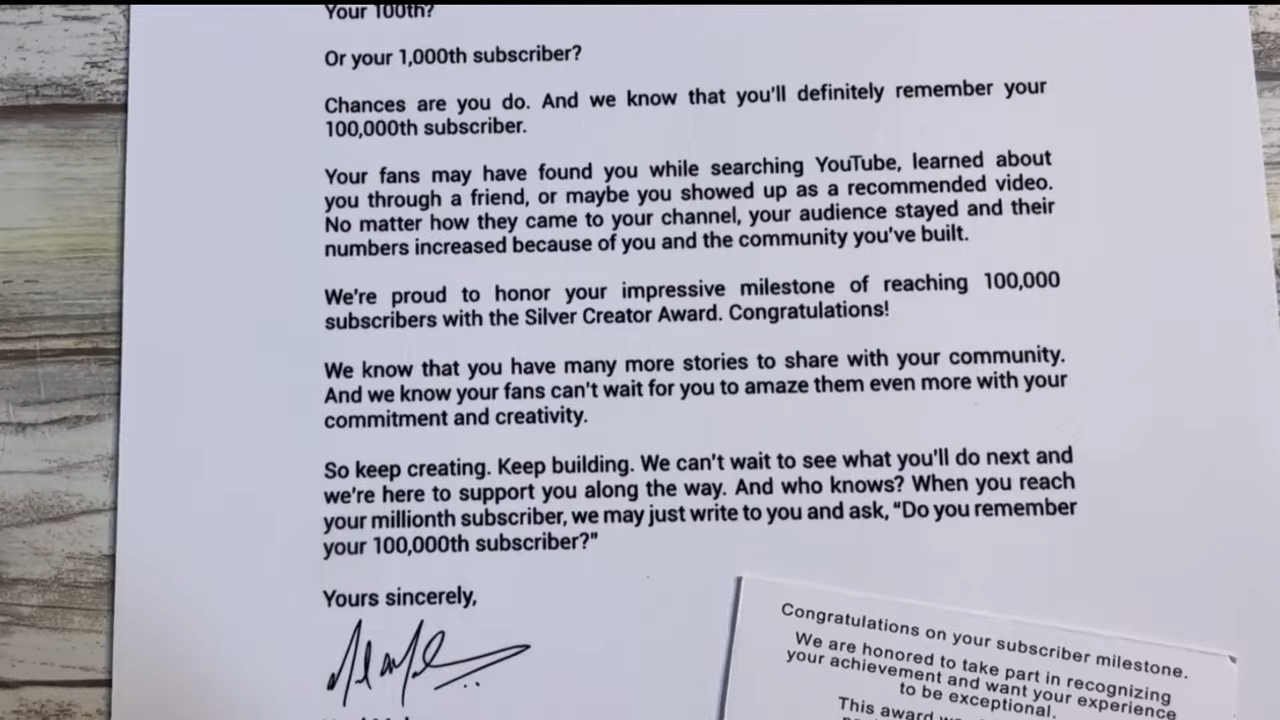 Your 100th?
Or your 1,000th subscriber?
Chances are you do. And we know that you'll definitely remember your
100,000th subscriber.
Your fans may have found you while searching YouTube, learned about
you through a friend, or maybe you showed up as a recommended video.
No matter how they came to your channel, your audience stayed and their
numbers increased because of you and the community you've built.
We're proud to honor your impressive milestone of reaching 100,000
subscribers with the Silver Creator Award. Congratulations!
We know that you have many more stories to share with your community.
And we know your fans can't wait for you to amaze them even more with your
commitment and creativity.
So keep creating. Keep building. We can't wait to see what you'll do next and
we're here to support you along the way. And who knows? When you reach
your millionth subscriber, we may just write to you and ask, “Do you remember
your 100,000th subscriber?”
Yours sincerely,
Congratulations on your subscriber milestone.
We are honored to take part in recognizing
your achievement and want your experience
to be exceptional.
This award